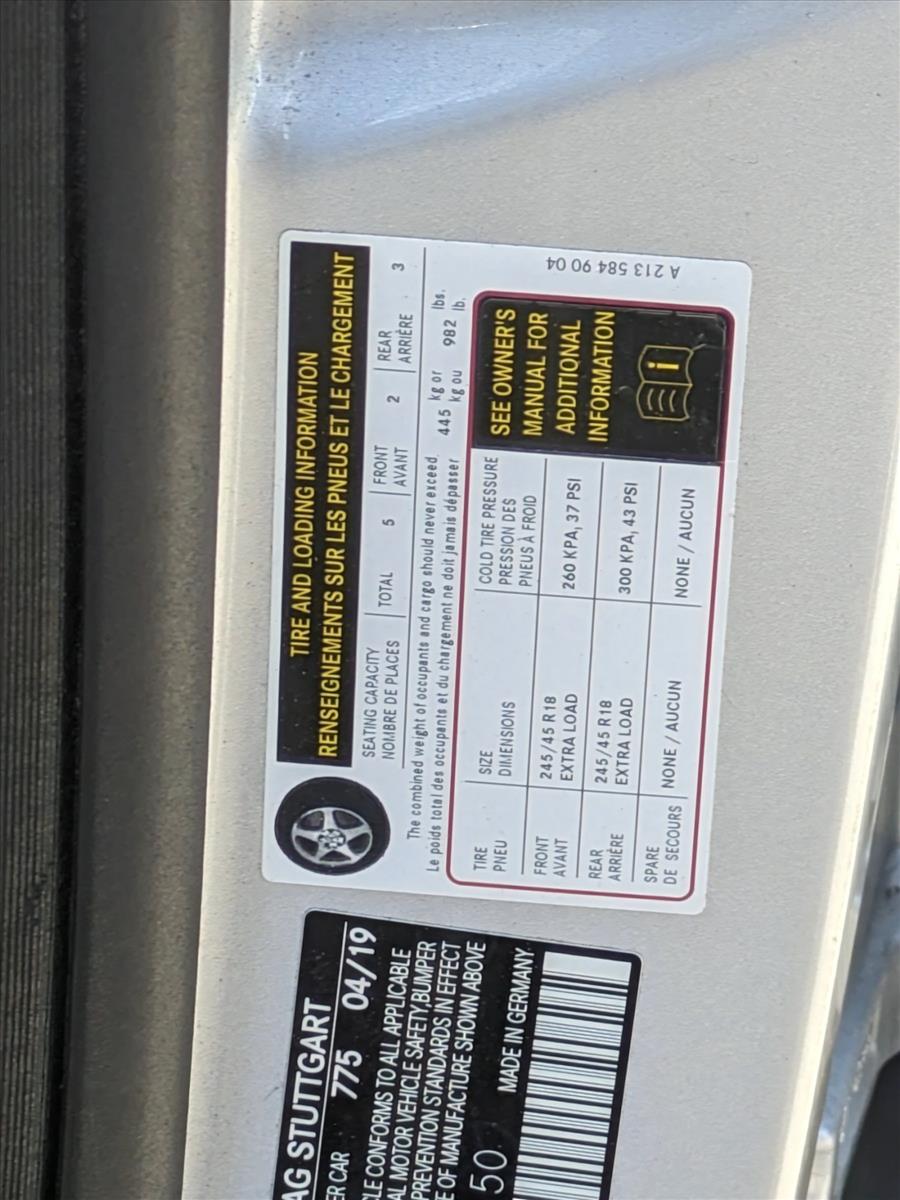 TIRE AND LOADING INFORMATION
RENSEIGNEMENTS SUR LES PNEUS ET LE CHARGEMENT
SEATING CAPACITY
NOMBRE DE PLACES
TOTAL 5
FRONT
AVANT
2
REAR
ARRIÈRE
3
The combined weight of occupants and cargo should never exceed 445 kg or 982 lbs.
Le poids total des occupants et du chargement ne doit jamais dépasser kg ou lb.
TIRE
PNEU
SIZE
DIMENSIONS
COLD TIRE PRESSURE
PRESSION DES
PNEUS À FROID
FRONT
AVANT
245/45 R18
EXTRA LOAD
260 KPA, 37 PSI
REAR
ARRIÈRE
245/45 R18
EXTRA LOAD
300 KPA, 43 PSI
SPARE
DE SECOURS
NONE / AUCUN
NONE / AUCUN
SEE OWNER'S
MANUAL FOR
ADDITIONAL
INFORMATION
i
A 213 584 90 04
AG STUTTGART
ER CAR 775 04/19
CLE CONFORMS TO ALL APPLICABLE
AL MOTOR VEHICLE SAFETY,BUMPER
PREVENTION STANDARDS IN EFFECT
E OF MANUFACTURE SHOWN ABOVE
50 MADE IN GERMANY